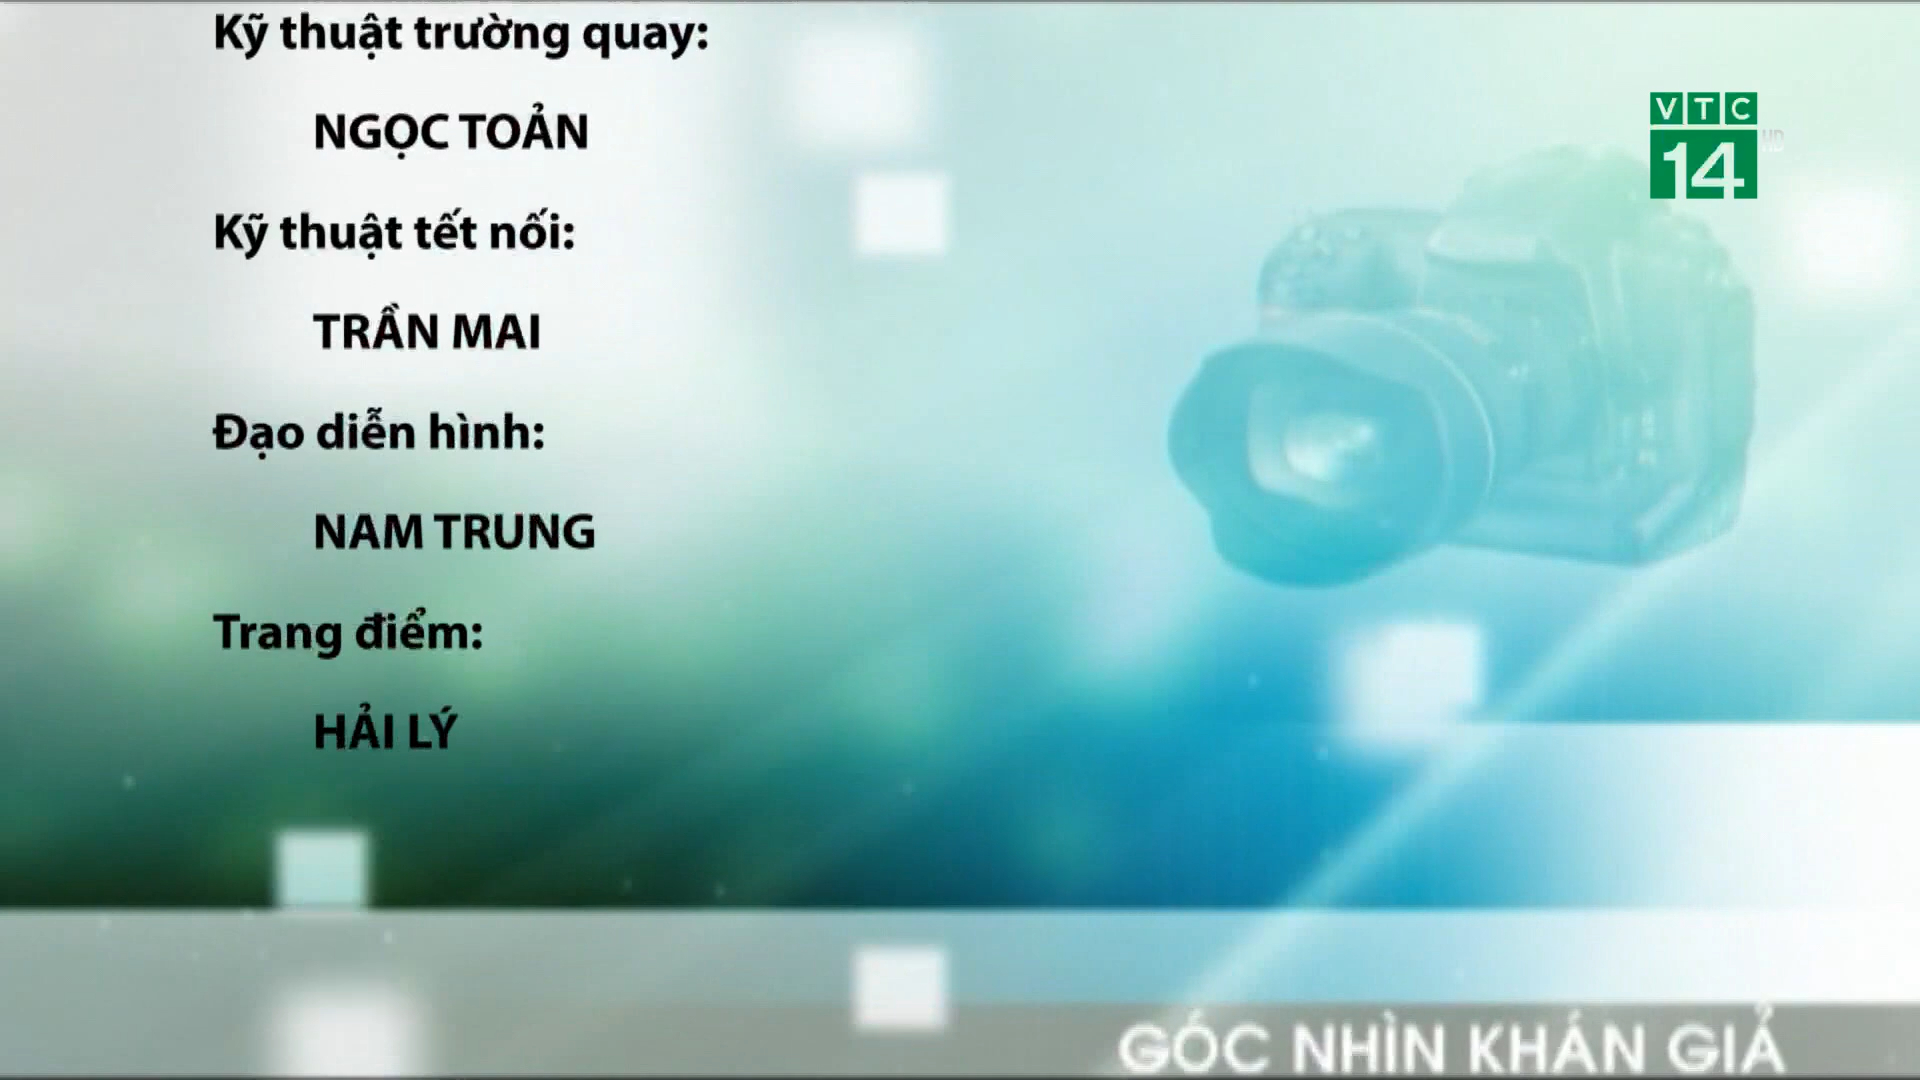 Kỹ thuật trường quay:
NGỌC TOẢN
Kỹ thuật tết nối:
TRẦN MAI
Đạo diễn hình:
NAM TRUNG
Trang điểm:
HẢI LÝ
VTC
14
HD
GÓC NHÌN KHÁN GIẢ